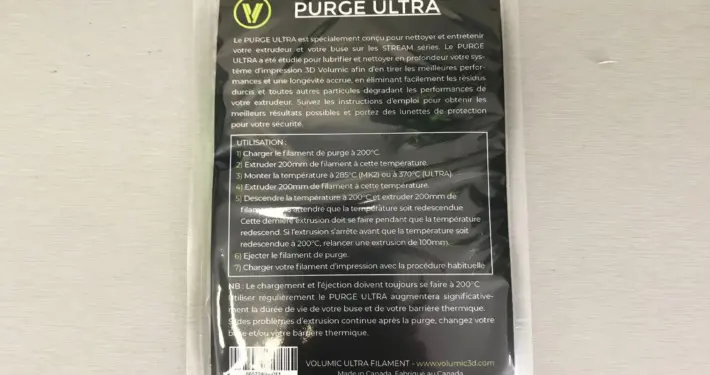 PURGE ULTRA
Le PURGE ULTRA est spécialement conçu pour nettoyer et entretenir
votre extrudeur et votre buse sur les STREAM séries. Le PURGE
ULTRA a été étudié pour lubrifier et nettoyer en profondeur votre sys-
tème d'impression 3D Volumic afin d'en tirer les meilleures perfor-
mances et une longévité accrue, en éliminant facilement les résidus
durcis et toutes autres particules dégradant les performances de
votre extrudeur. Suivez les instructions d'emploi pour obtenir les
meilleurs résultats possibles et portez des lunettes de protection
pour votre sécurité.
UTILISATION :
1) Charger le filament de purge à 200°C.
2) Extruder 200mm de filament à cette température.
3) Monter la température à 285°C (MK2) ou à 370°C (ULTRA)
4) Extruder 200mm de filament à cette température.
5) Descendre la température à 200°C et extruder 200mm de
attendre que la température soit redescendue
Cette dernière extrusion doit se faire pendant que la température
redescend. Si l'extrusion s'arrête avant que la température soit
redescendue à 200°C, relancer une extrusion de 100mm.
6) Ejecter le filament de purge.
7) Charger votre filament d'impression avec la procédure habituelle
NB : Le chargement et l'éjection doivent toujours se faire à 200°C
Utiliser régulièrement le PURGE ULTRA augmentera significative-
ment la durée de vie de votre buse et de votre barrière thermique.
Si des problèmes d'extrusion continue après la purge, changez votre
buse et/ou votre barrière thermique.
VOLUMIC ULTRA FILAMENT - www.volumic3d.com
Made in Canada. Fabriqué au Canada